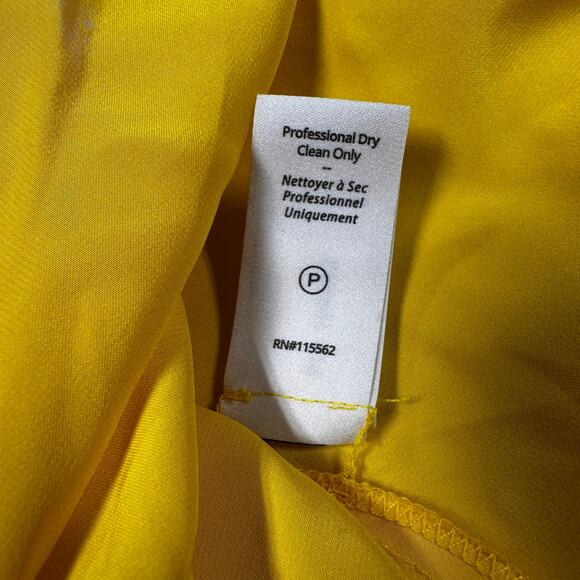 Professional Dry
Clean Only
–
Nettoyer à Sec
Professionnel
Uniquement
P
RN#115562